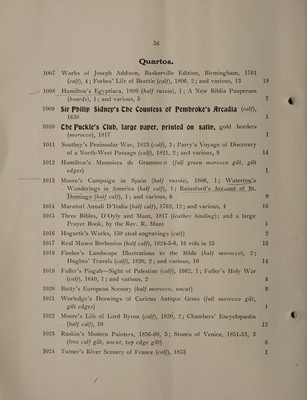 56
Quartos.
1007 Works of Joseph Addison, Baskerville Edition, Birmingham, 1761
(calf), 4; Forbes' Life of Beattie (calf), 1806, 2; and various, 13 19
1008 Hamilton's Egyptiaca, 1809 (half russia), 1; A New Biblia Pauperum
(boards), 1; and various, 5 7
1009 Sir Philip Sidney's The Countess of Pembroke's Arcadia (calf),
1638 1
1010 The Puckle's Club, large paper, printed on satin, gold borders
(morocco), 1817 1
1011 Southey's Peninsular War, 1823 (calf), 3; Parry's Voyage of Discovery
of a North-West Passage (calf), 1821, 2; and various, 9 14
1012 Hamilton's Memoires de Grammont (full green morocco gilt, gilt
edges) 1
1013 Moore's Campaign in Spain (half russia), 1806, 1; Waterton's
Wanderings in America (half calf), 1; Rainsford's Account of St.
Domingo (half calf), 1; and various, 6 9
1014 Muratori Annali D'Italia (half calf), 1762, 12; and various, 4 16
1015 Three Bibles, D'Oyly and Mant, 1817 (leather binding); and a large
Prayer Book, by the Rev. R. Mant 4
1016 Hogarth's Works, 150 steel engravings (calf) 2
1017 Real Museo Borbonico (half calf), 1824-5-6, 16 vols in 15 15
1018 Finden's Landscape Illustrations to the Bible (half morocco), 2;
Hughes' Travels (calf), 1820, 2; and various, 10 14
1019 Fuller's Pisgah—Sight of Palestine (calf), 1662, 1; Fuller's Holy War
(calf), 1640, 1; and various, 2 4
1020 Batty's European Scenery (half morocco, uncut) 8
1021 Worledge's Drawings of Curious Antique Gems (full morocco gilt,
gilt edges) 1
1022 Moore's Life of Lord Byron (calf), 1830, 2; Chambers' Encyclopædia
(half calf), 10 12
1023 Ruskin's Modern Painters, 1856-60, 5; Stones of Venice, 1851-53, 3
(tree calf gilt, uncut, top edge gilt) 8
1024 Turner's River Scenery of France (calf), 1853 1